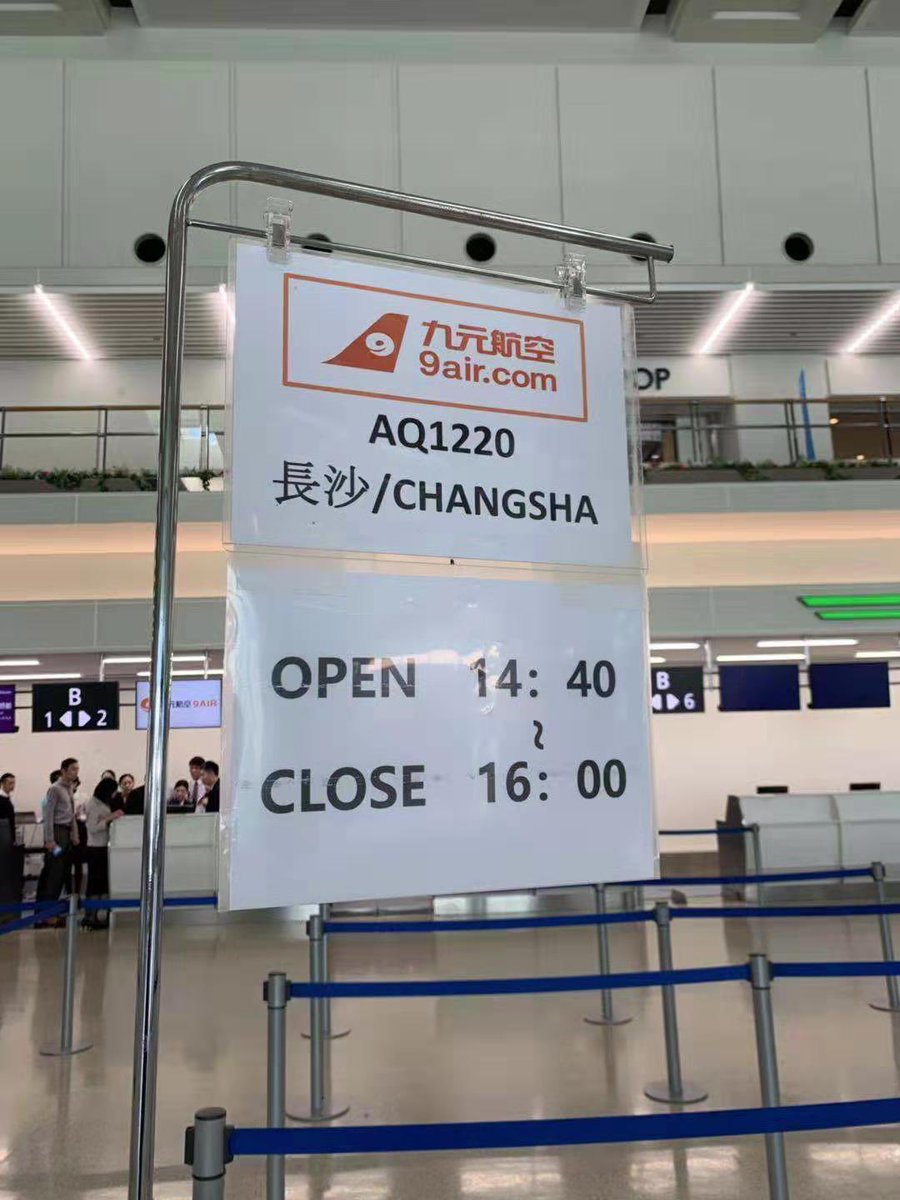 九元航空
9air.com
AQ1220
長沙/CHANGSHA
OPEN 14: 40
~
CLOSE 16: 00
OP
B
1 2
元航空 9AIR
B
6